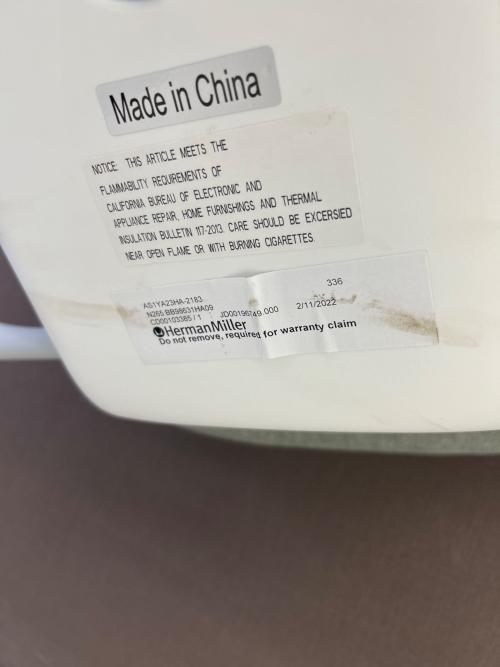 Made in China
NOTICE: THIS ARTICLE MEETS THE
FLAMMABILITY REQUIREMENTS OF
CALIFORNIA BUREAU OF ELECTRONIC AND
APPLIANCE REPAIR, HOME FURNISHINGS AND THERMAL
INSULATION BULLETIN 117-2013. CARE SHOULD BE EXCERSIED
NEAR OPEN FLAME OR WITH BURNING CIGARETTES.
336
AS1YA23HA-2183
N265 BB98631HA09
CD00103385 / 1 JD00196749.000 2/11/2022
HermanMiller
Do not remove, required for warranty claim